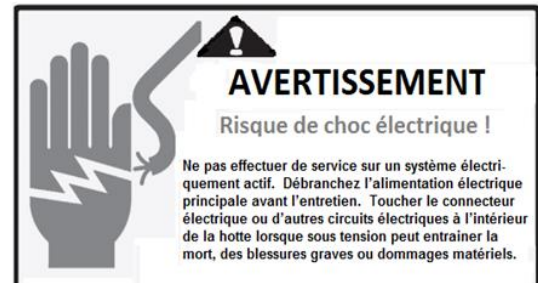 AVERTISSEMENT
Risque de choc électrique !
Ne pas effectuer de service sur un système électri-
quement actif. Débranchez l'alimentation électrique
principale avant l'entretien. Toucher le connecteur
électrique ou d'autres circuits électriques à l'intérieur
de la hotte lorsque sous tension peut entrainer la
mort, des blessures graves ou dommages matériels.